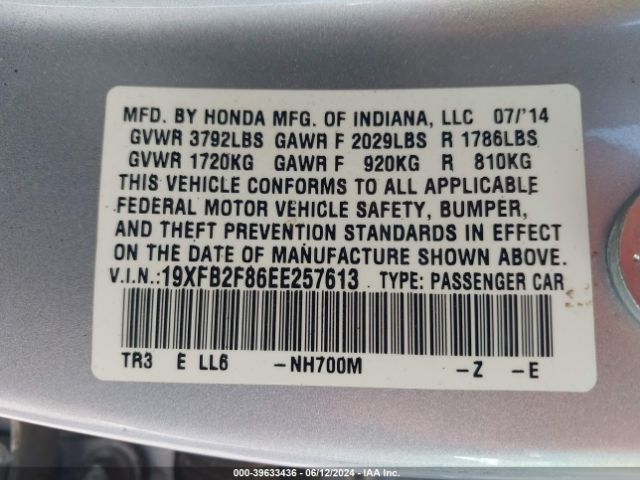 MFD. BY HONDA MFG. OF INDIANA, LLC 07/'14
GVWR 3792LBS GAWR F 2029LBS R 1786LBS
GVWR 1720KG GAWR F 920KG R 810KG
THIS VEHICLE CONFORMS TO ALL APPLICABLE
FEDERAL MOTOR VEHICLE SAFETY, BUMPER,
AND THEFT PREVENTION STANDARDS IN EFFECT
ON THE DATE OF MANUFACTURE SHOWN ABOVE.
V.I.N.:19XFB2F86EE257613 TYPE: PASSENGER CAR
TR3 E LL6 -NH700M -Z -E
000-39633436 - 06/12/2024 - IAA Inc.